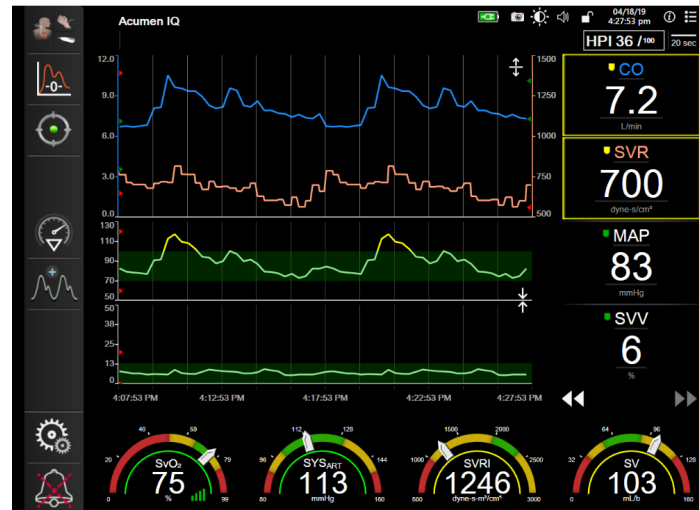 Acumen IQ
04/18/19
4:27:53 pm
HPI 36 /100
20 sec
12.0
9.0
6.0
3.0
0.0
1500
1250
1000
750
500
-0-
CO
7.2
L/min
SVR
700
dyne-s/cm⁵
130
110
90
70
50
MAP
83
mmHg
50
38
25
13
0
SVV
6
%
4:07:53 PM
4:12:53 PM
4:17:53 PM
4:22:53 PM
4:27:53 PM
0
20
40
59
79
99
SvO₂
75
%
80
96
112
128
144
160
SYSART
113
mmHg
500
1000
1500
2000
2500
3000
SVRI
1246
dyne-s-m²/cm⁵
0
32
64
96
128
160
SV
103
mL/b